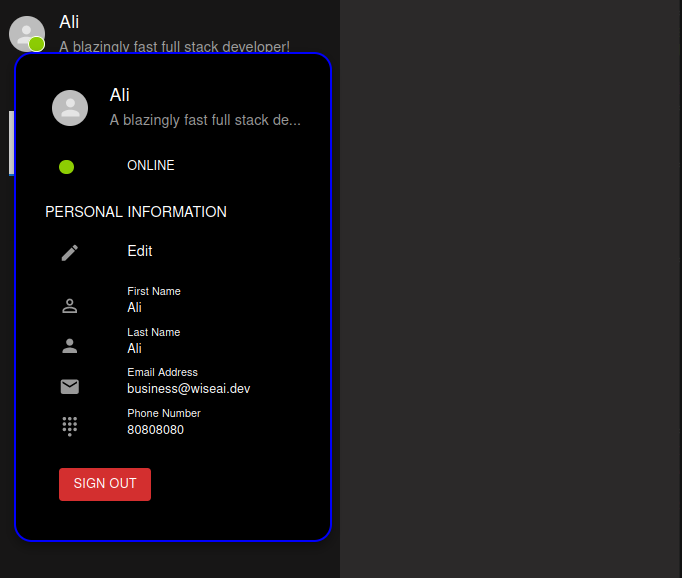 Ali
A blazingly fast full stack developer!
Ali
A blazingly fast full stack de...
ONLINE
PERSONAL INFORMATION
Edit
First Name
Ali
Last Name
Ali
Email Address
business@wiseai.dev
Phone Number
80808080
SIGN OUT